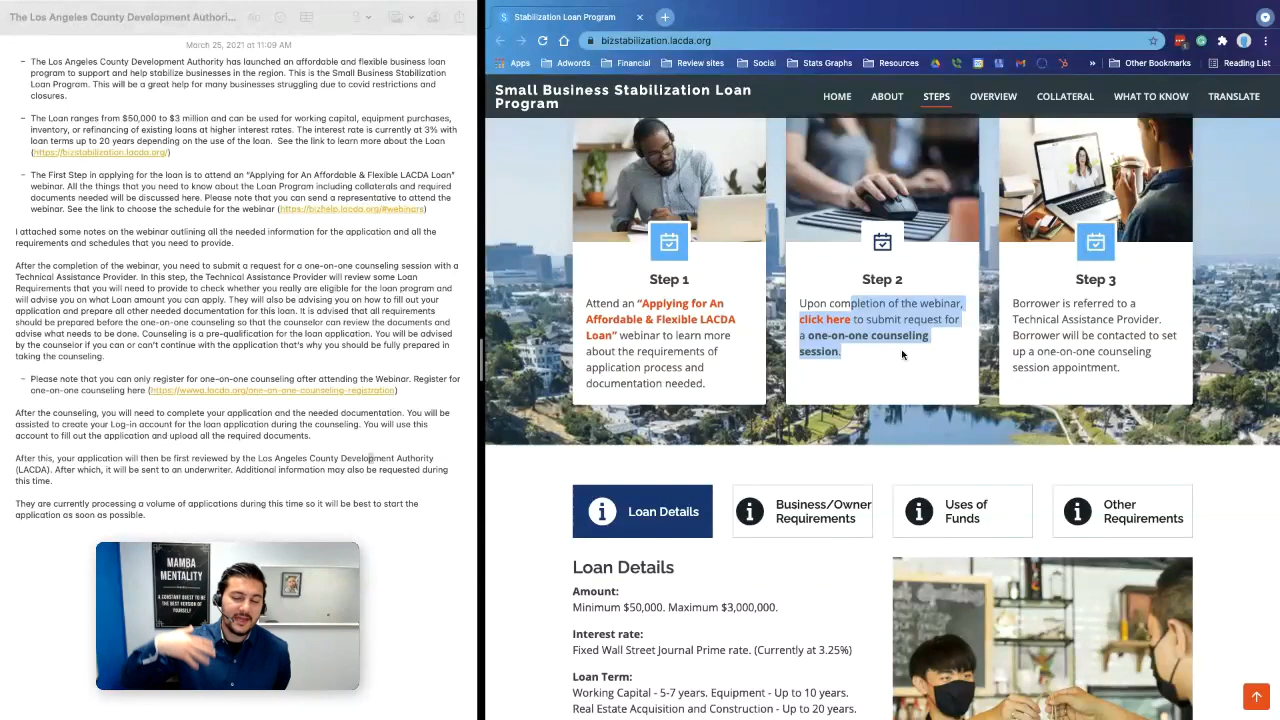 The Los Angeles County Development Authori...
March 25, 2021 at 11:09 AM
– The Los Angeles County Development Authority has launched an affordable and flexible business loan
program to support and help stabilize businesses in the region. This is the Small Business Stabilization
Loan Program. This will be a great help for many businesses struggling due to covid restrictions and
closures.
– The Loan ranges from $50,000 to $3 million and can be used for working capital, equipment purchases,
inventory, or refinancing of existing loans at higher interest rates. The interest rate is currently at 3% with
loan terms up to 20 years depending on the use of the loan. See the link to learn more about the Loan
(https://bizstabilization.lacda.org/)
– The First Step in applying for the loan is to attend an “Applying for An Affordable & Flexible LACDA Loan”
webinar. All the things that you need to know about the Loan Program including collaterals and required
documents needed will be discussed here. Please note that you can send a representative to attend the
webinar. See the link to choose the schedule for the webinar (https://bizhelp.lacda.org/#webinars)
I attached some notes on the webinar outlining all the needed information for the application and all the
requirements and schedules that you need to provide.
After the completion of the webinar, you need to submit a request for a one-on-one counseling session with a
Technical Assistance Provider. In this step, the Technical Assistance Provider will review some Loan
Requirements that you will need to provide to check whether you really are eligible for the loan program and
will advise you on what Loan amount you can apply. They will also be advising you on how to fill out your
application and prepare all other needed documentation for this loan. It is advised that all requirements
should be prepared before the one-on-one counseling so that the counselor can review the documents and
advise what needs to be done. Counseling is a pre-qualification for the loan application. You will be advised
by the counselor if you can or can't continue with the application that's why you should be fully prepared in
taking the counseling.
– Please note that you can only register for one-on-one counseling after attending the Webinar. Register for
one-on-one counseling here (https://wwwa.lacda.org/one-on-one-counseling-registration)
After the counseling, you will need to complete your application and the needed documentation. You will be
assisted to create your Log-in account for the loan application during the counseling. You will use this
account to fill out the application and upload all the required documents.
After this, your application will then be first reviewed by the Los Angeles County Development Authority
(LACDA). After which, it will be sent to an underwriter. Additional information may also be requested during
this time.
They are currently processing a volume of applications during this time so it will be best to start the
application as soon as possible.
MAMBA
MENTALITY
A CONSTANT QUEST TO BE
THE BEST VERSION OF
YOURSELF
Stabilization Loan Program
bizstabilization.lacda.org
Apps Adwords Financial Review sites Social Stats Graphs Resources » Other Bookmarks Reading List
Small Business Stabilization Loan
Program
HOME ABOUT STEPS OVERVIEW COLLATERAL WHAT TO KNOW TRANSLATE
Step 1
Attend an “Applying for An
Affordable & Flexible LACDA
Loan” webinar to learn more
about the requirements of
application process and
documentation needed.
Step 2
Upon completion of the webinar,
click here to submit request for
a one-on-one counseling
session.
Step 3
Borrower is referred to a
Technical Assistance Provider.
Borrower will be contacted to set
up a one-on-one counseling
session appointment.
Loan Details
Business/Owner
Requirements
Uses of
Funds
Other
Requirements
Loan Details
Amount:
Minimum $50,000. Maximum $3,000,000.
Interest rate:
Fixed Wall Street Journal Prime rate. (Currently at 3.25%)
Loan Term:
Working Capital - 5-7 years. Equipment - Up to 10 years.
Real Estate Acquisition and Construction - Up to 20 years.